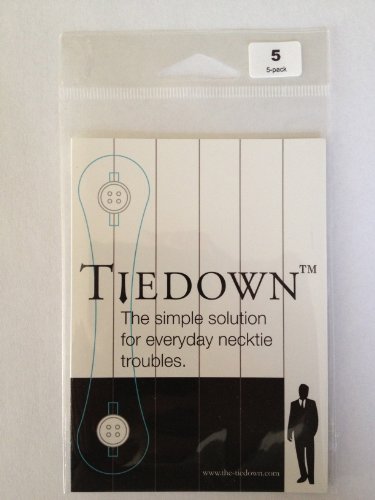 5
5-pack
TIEDOWN™
The simple solution
for everyday necktie
troubles.
www.the-tiedown.com